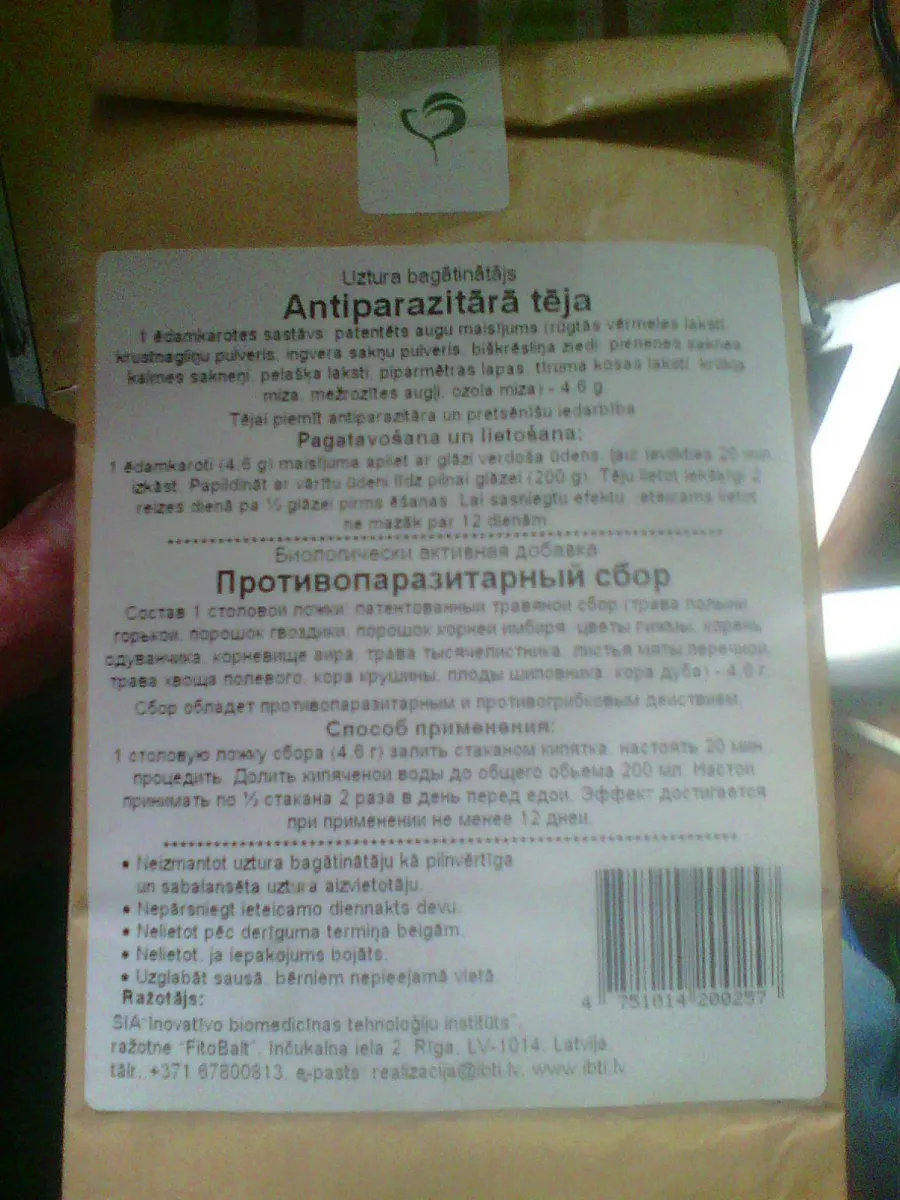 Uztura bagātinātājs
Antiparazitārā tēja
1 ēdamkarotes sastāvs: patentēts augu maisījums (rūgtās vērmeles laksti,
krustnagliņu pulveris, ingvera sakņu pulveris, biškrēsliņa ziedi, pienenes saknes,
kalmes sakneņi, pelašķa laksti, piparmētras lapas, tīruma kosas laksti, krūkļa
miza, mežrozītes augļi, ozola miza) - 4,6 g
Tējai piemīt antiparazitāra un pretsēnīšu iedarbība
Pagatavošana un lietošana:
1 ēdamkaroti (4,6 g) maisījuma apliet ar glāzi verdoša ūdens, ļaut ievilkties 20 min,
izkāst. Papildināt ar vārītu ūdeni līdz pilnai glāzei (200 g). Tēju lietot iekšķīgi 2
reizes dienā pa ½ glāzei pirms ēšanas. Lai sasniegtu efektu, ieteicams lietot
ne mazāk par 12 dienām.
Биологически активная добавка
Противопаразитарный сбор
Состав 1 столовой ложки: патентованный травяной сбор (трава полыни
горькой, порошок гвоздики, порошок корней имбиря, цветы пижмы, корень
одуванчика, корневище аира, трава тысячелистника, листья мяты перечной,
трава хвоща полевого, кора крушины, плоды шиповника, кора дуба) - 4,6 г.
Сбор обладет противопаразитарным и противогрибковым действием.
Способ применения:
1 столовую ложку сбора (4,6 г) залить стаканом кипятка, настоять 20 мин.,
процедить. Долить кипяченой воды до общего объема 200 мл. Настой
принимать по ½ стакана 2 раза в день перед едой. Эффект достигается
при применении не менее 12 дней.
• Neizmantot uztura bagātinātāju kā pilnvērtīga
un sabalansēta uztura aizvietotāju.
• Nepārsniegt ieteicamo diennakts devu.
• Nelietot pēc derīguma termiņa beigām.
• Nelietot, ja iepakojums bojāts.
• Uzglabāt sausā, bērniem nepieejamā vietā.
Ražotājs:
SIA "Inovatīvo biomedicīnas tehnoloģiju institūts",
ražotne "FitoBalt", Inčukalna iela 2, Rīga, LV-1014, Latvija,
tālr. +371 67800813, e-pasts: realizacija@ibti.lv, www.ibti.lv
4 751014 200257